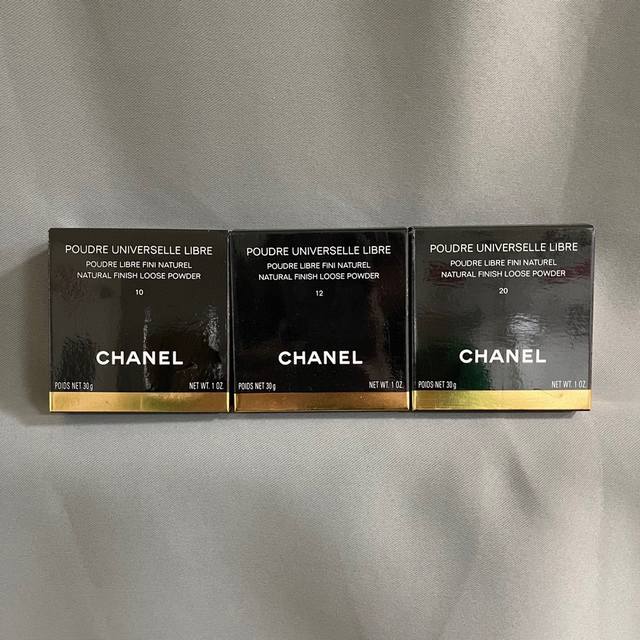 POUDRE UNIVERSELLE LIBRE
POUDRE LIBRE FINI NATUREL
NATURAL FINISH LOOSE POWDER
10
CHANEL
POIDS NET 30g NET WT. 1 OZ.
POUDRE UNIVERSELLE LIBRE
POUDRE LIBRE FINI NATUREL
NATURAL FINISH LOOSE POWDER
12
CHANEL
POIDS NET 30g NET WT. 1 OZ.
POUDRE UNIVERSELLE LIBRE
POUDRE LIBRE FINI NATUREL
NATURAL FINISH LOOSE POWDER
20
CHANEL
POIDS NET 30g NET WT. 1 OZ.